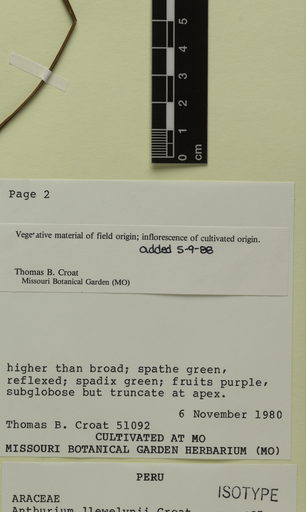 5
4
3
2
1
0
cm
Page 2
Vegetative material of field origin; inflorescence of cultivated origin.
added 5-9-88
Thomas B. Croat
Missouri Botanical Garden (MO)
higher than broad; spathe green,
reflexed; spadix green; fruits purple,
subglobose but truncate at apex.
6 November 1980
Thomas B. Croat 51092
CULTIVATED AT MO
MISSOURI BOTANICAL GARDEN HERBARIUM (MO)
PERU
ISOTYPE
ARACEAE
Anthurium llewelynii Croat